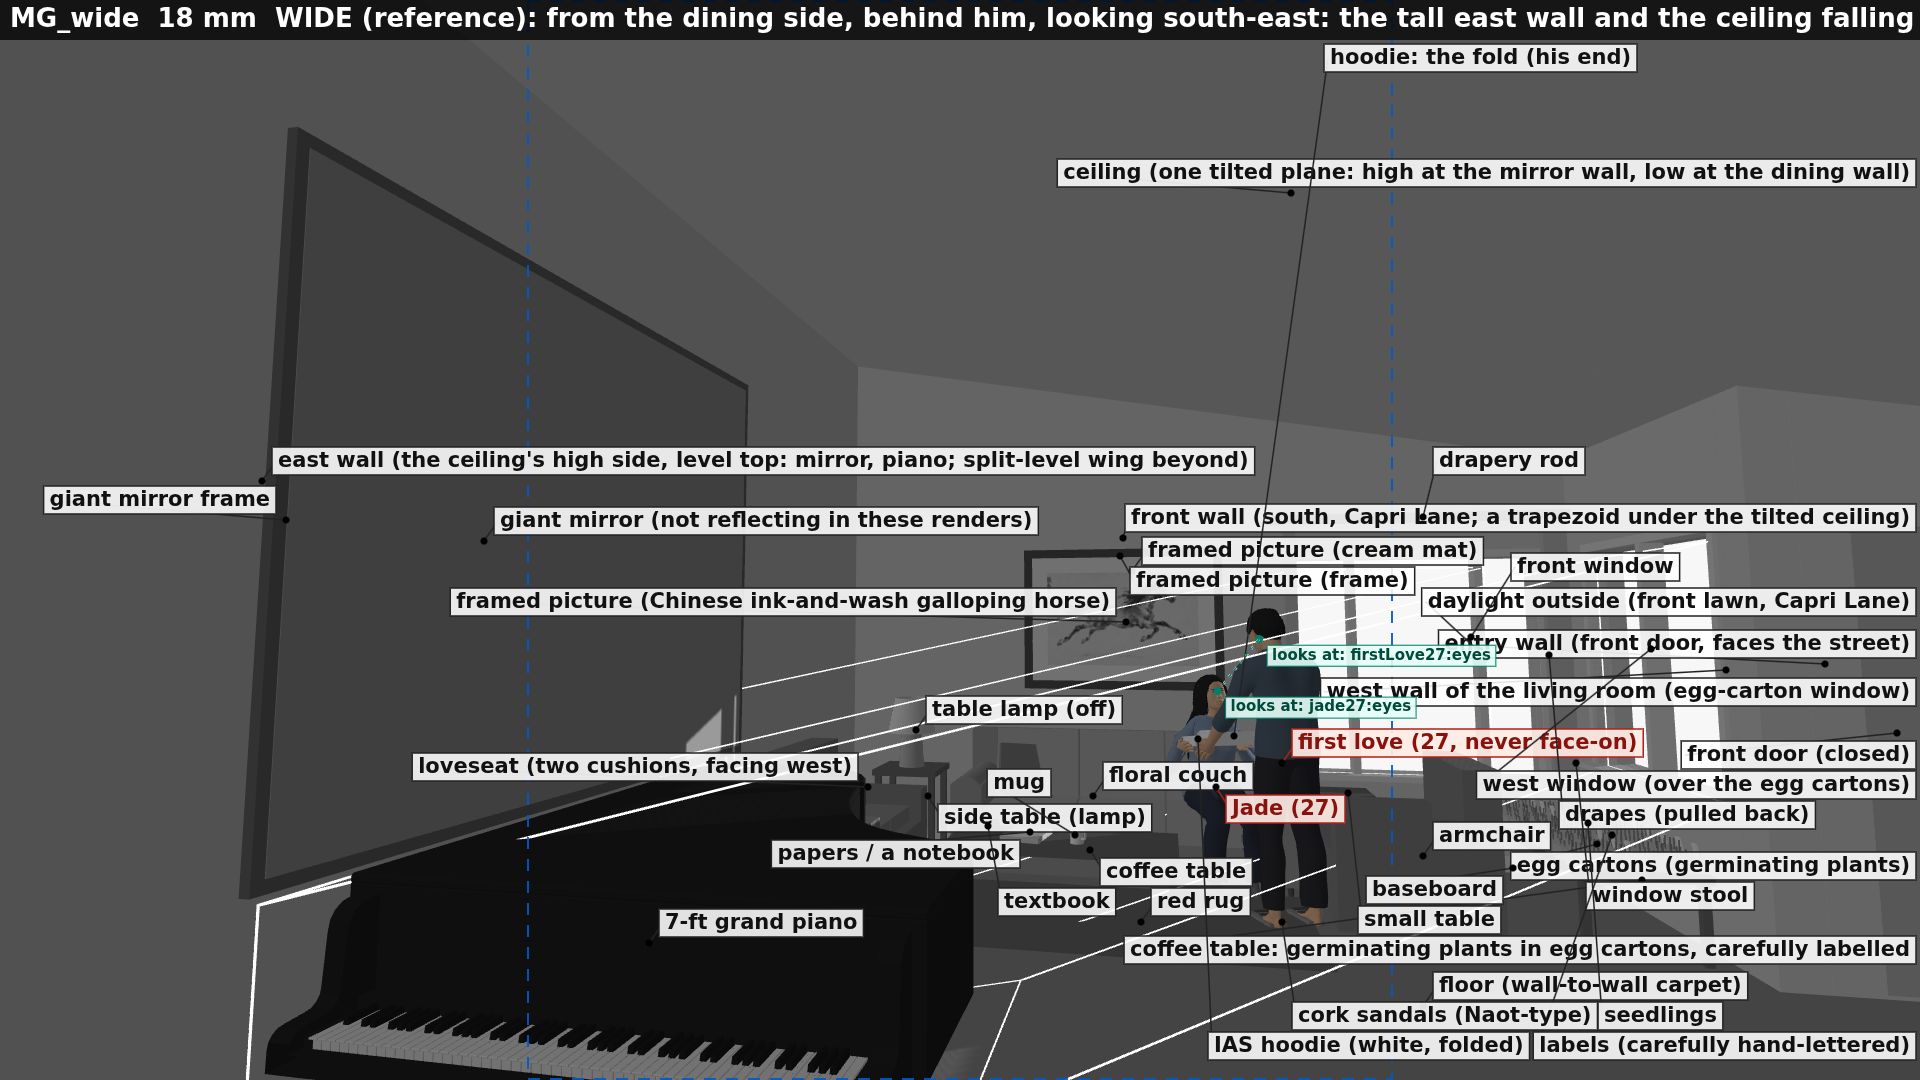 MG_wide 18 mm WIDE (reference): from the dining side, behind him, looking south-east: the tall east wall and the ceiling falling
hoodie: the fold (his end)
ceiling (one tilted plane: high at the mirror wall, low at the dining wall)
east wall (the ceiling's high side, level top: mirror, piano; split-level wing beyond)
drapery rod
giant mirror frame
giant mirror (not reflecting in these renders)
front wall (south, Capri Lane; a trapezoid under the tilted ceiling)
framed picture (cream mat)
front window
framed picture (frame)
framed picture (Chinese ink-and-wash galloping horse)
daylight outside (front lawn, Capri Lane)
entry wall (front door, faces the street)
looks at: firstLove27:eyes
west wall of the living room (egg-carton window)
looks at: jade27:eyes
table lamp (off)
first love (27, never face-on)
front door (closed)
loveseat (two cushions, facing west)
floral couch
mug
west window (over the egg cartons)
Jade (27)
side table (lamp)
drapes (pulled back)
armchair
papers / a notebook
coffee table
egg cartons (germinating plants)
baseboard
window stool
textbook
red rug
7-ft grand piano
small table
coffee table: germinating plants in egg cartons, carefully labelled
floor (wall-to-wall carpet)
cork sandals (Naot-type)
seedlings
IAS hoodie (white, folded)
labels (carefully hand-lettered)